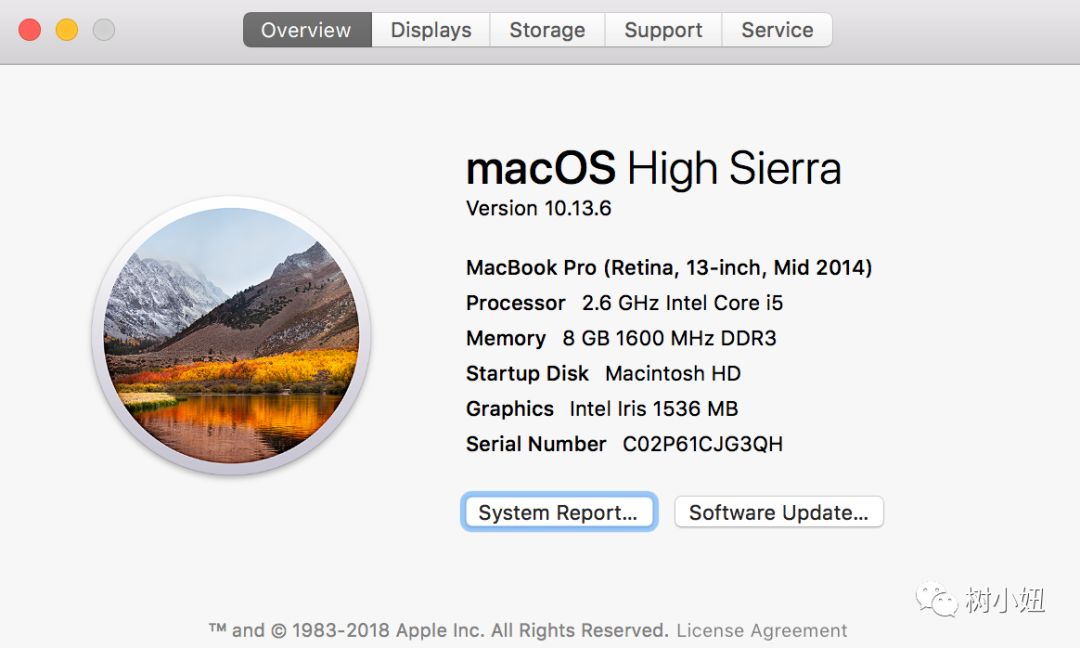 Overview Displays Storage Support Service
macOS High Sierra
Version 10.13.6
MacBook Pro (Retina, 13-inch, Mid 2014)
Processor 2.6 GHz Intel Core i5
Memory 8 GB 1600 MHz DDR3
Startup Disk Macintosh HD
Graphics Intel Iris 1536 MB
Serial Number C02P61CJG3QH
System Report... Software Update...
树小妞
™ and © 1983-2018 Apple Inc. All Rights Reserved. License Agreement